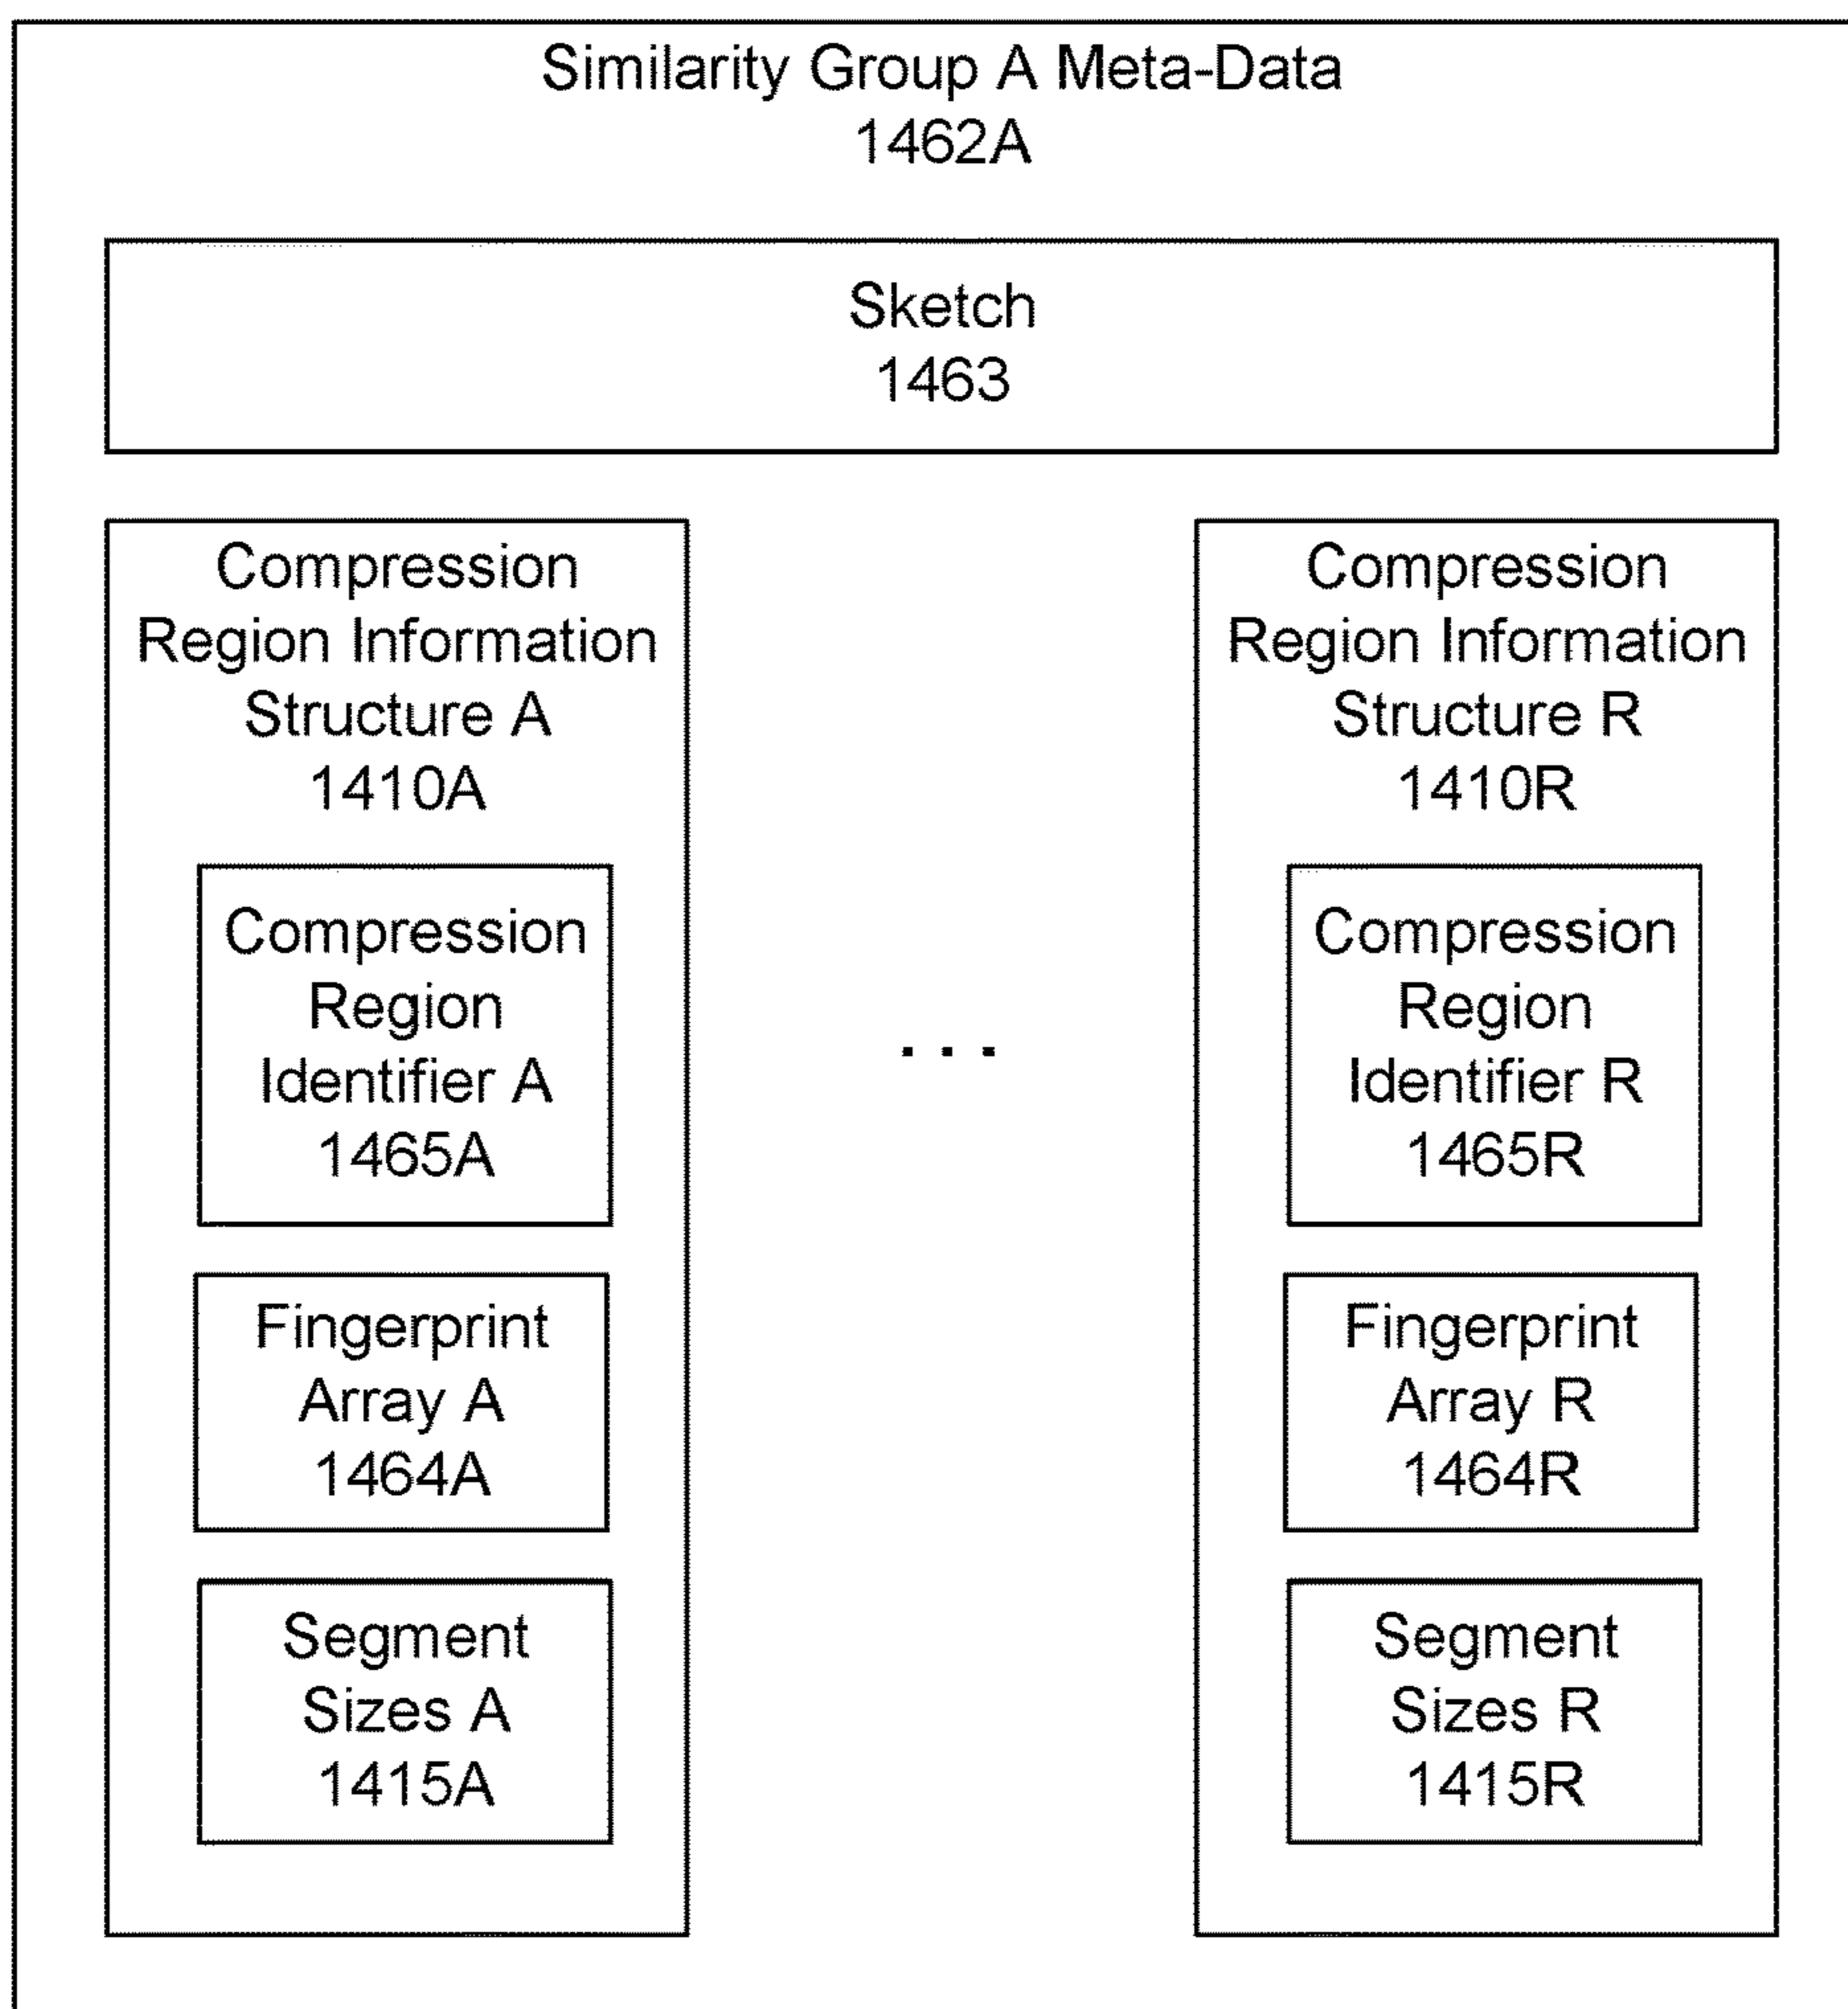 Similarity Group A Meta-Data
1462A
Sketch
1463
Compression
Region Information
Structure A
1410A
Compression
Region
Identifier A
1465A
Fingerprint
Array A
1464A
Segment
Sizes A
1415A
. . .
Compression
Region Information
Structure R
1410R
Compression
Region
Identifier R
1465R
Fingerprint
Array R
1464R
Segment
Sizes R
1415R